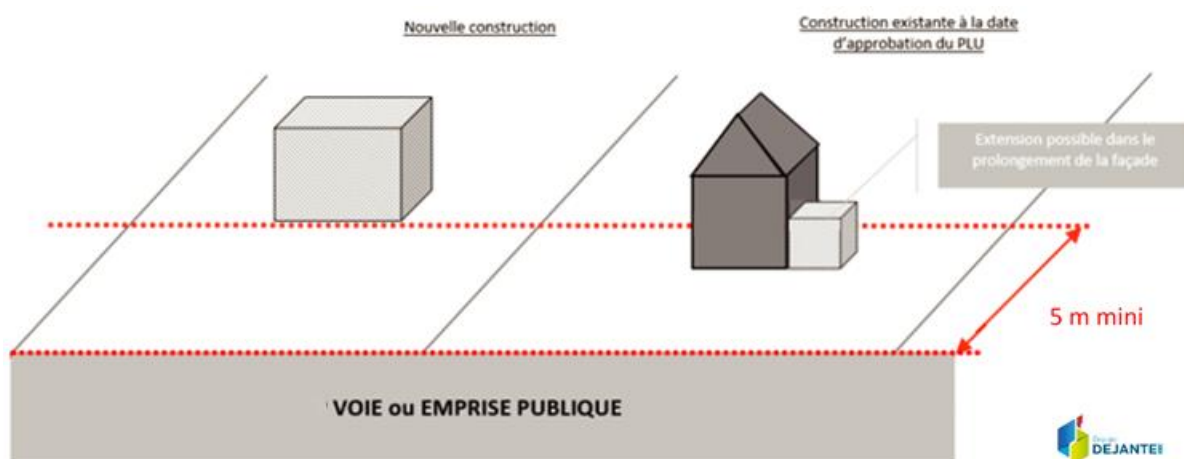 Nouvelle construction
Construction existante à la date
d'approbation du PLU
Extension possible dans le
prolongement de la façade
5 m mini
VOIE ou EMPRISE PUBLIQUE
DEJANTE